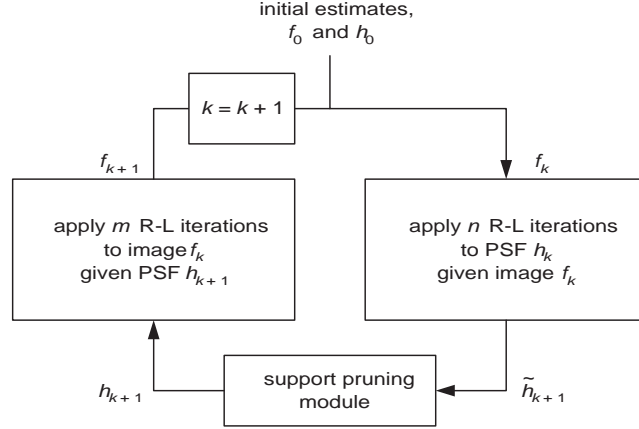 initial estimates,
f₀ and h₀
k = k + 1
fₖ₊₁
fₖ
apply m R-L iterations
to image fₖ
given PSF hₖ₊₁
apply n R-L iterations
to PSF hₖ
given image fₖ
support pruning
module
hₖ₊₁
h̃ₖ₊₁